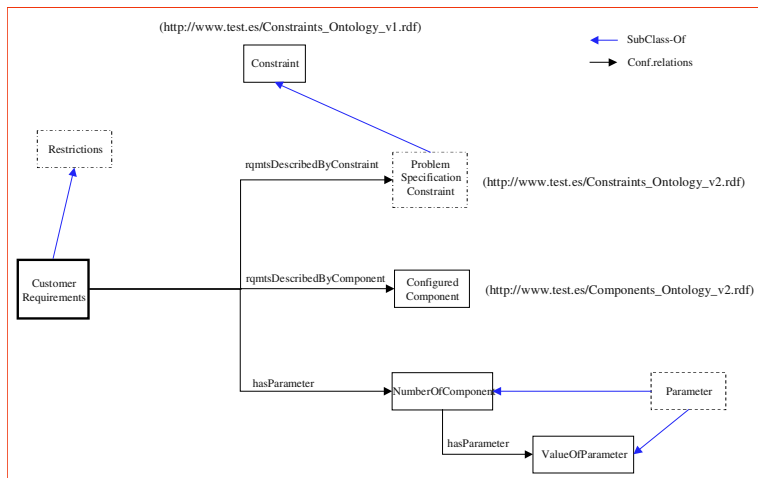 (http://www.test.es/Constraints_Ontology_v1.rdf)
SubClass-Of
Conf.relations
Constraint
Restrictions
rqmtsDescribedByConstraint
Problem
Specification
Constraint
(http://www.test.es/Constraints_Ontology_v2.rdf)
Customer
Requirements
rqmtsDescribedByComponent
Configured
Component
(http://www.test.es/Components_Ontology_v2.rdf)
hasParameter
NumberOfComponent
Parameter
hasParameter
ValueOfParameter